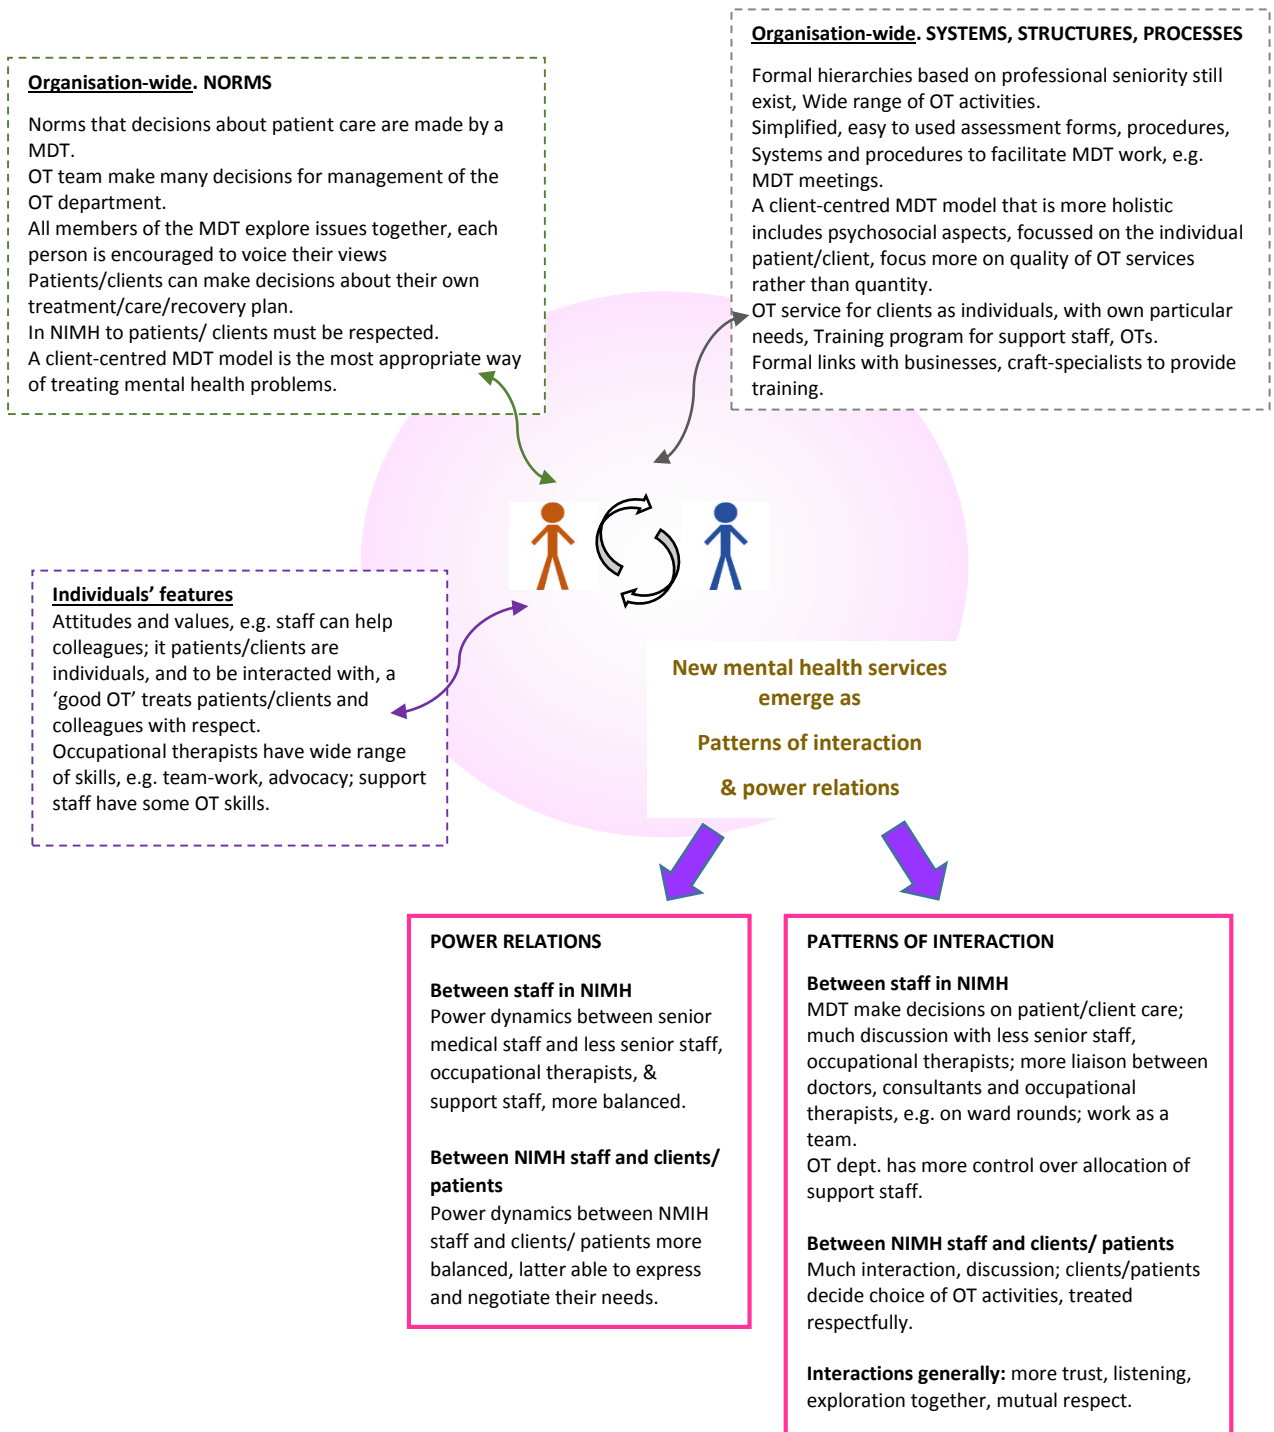 Organisation-wide. NORMS
Norms that decisions about patient care are made by a
MDT.
OT team make many decisions for management of the
OT department.
All members of the MDT explore issues together, each
person is encouraged to voice their views
Patients/clients can make decisions about their own
treatment/care/recovery plan.
In NIMH to patients/ clients must be respected.
A client-centred MDT model is the most appropriate way
of treating mental health problems.
Organisation-wide. SYSTEMS, STRUCTURES, PROCESSES
Formal hierarchies based on professional seniority still
exist, Wide range of OT activities.
Simplified, easy to used assessment forms, procedures,
Systems and procedures to facilitate MDT work, e.g.
MDT meetings.
A client-centred MDT model that is more holistic
includes psychosocial aspects, focussed on the individual
patient/client, focus more on quality of OT services
rather than quantity.
OT service for clients as individuals, with own particular
needs, Training program for support staff, OTs.
Formal links with businesses, craft-specialists to provide
training.
Individuals’ features
Attitudes and values, e.g. staff can help
colleagues; it patients/clients are
individuals, and to be interacted with, a
‘good OT’ treats patients/clients and
colleagues with respect.
Occupational therapists have wide range
of skills, e.g. team-work, advocacy; support
staff have some OT skills.
New mental health services
emerge as
Patterns of interaction
& power relations
POWER RELATIONS
Between staff in NIMH
Power dynamics between senior
medical staff and less senior staff,
occupational therapists, &
support staff, more balanced.
Between NIMH staff and clients/
patients
Power dynamics between NMIH
staff and clients/ patients more
balanced, latter able to express
and negotiate their needs.
PATTERNS OF INTERACTION
Between staff in NIMH
MDT make decisions on patient/client care;
much discussion with less senior staff,
occupational therapists; more liaison between
doctors, consultants and occupational
therapists, e.g. on ward rounds; work as a
team.
OT dept. has more control over allocation of
support staff.
Between NIMH staff and clients/ patients
Much interaction, discussion; clients/patients
decide choice of OT activities, treated
respectfully.
Interactions generally: more trust, listening,
exploration together, mutual respect.